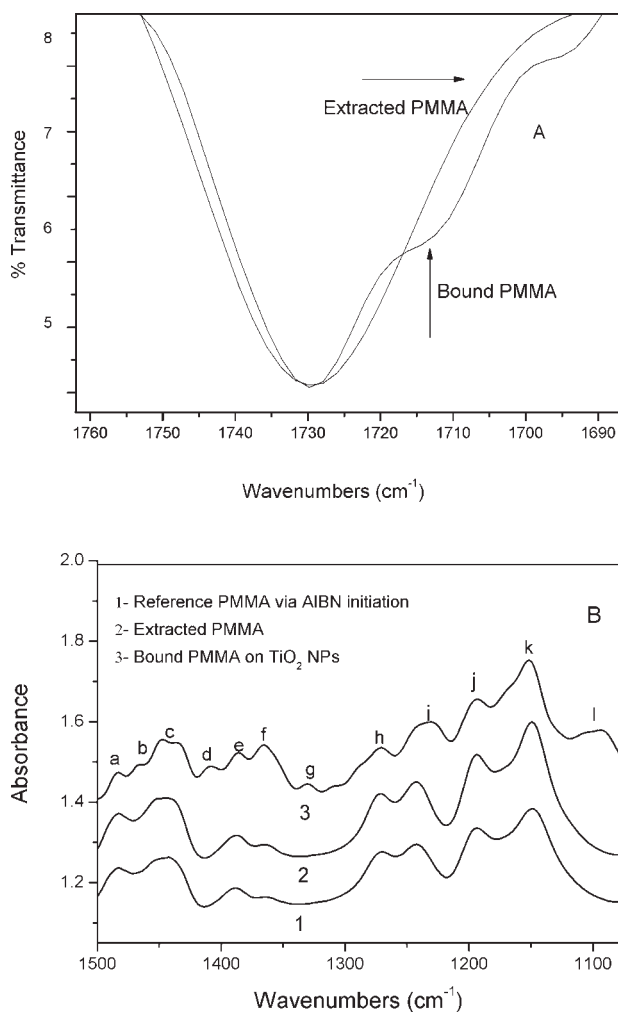 8
7
6
5
% Transmittance
Extracted PMMA
A
Bound PMMA
1760 1750 1740 1730 1720 1710 1700 1690
Wavenumbers (cm-1)
2.0
1.8
1.6
1.4
1.2
Absorbance
1- Reference PMMA via AIBN initiation
2- Extracted PMMA
3- Bound PMMA on TiO2 NPs
B
a b c d e f g h i j k l
3
2
1
1500 1400 1300 1200 1100
Wavenumbers (cm-1)